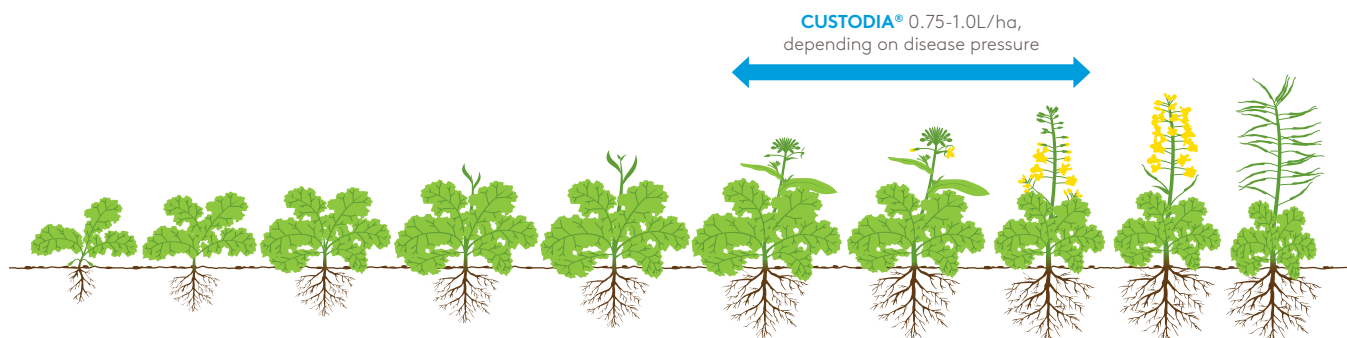 CUSTODIA® 0.75-1.0L/ha,
depending on disease pressure